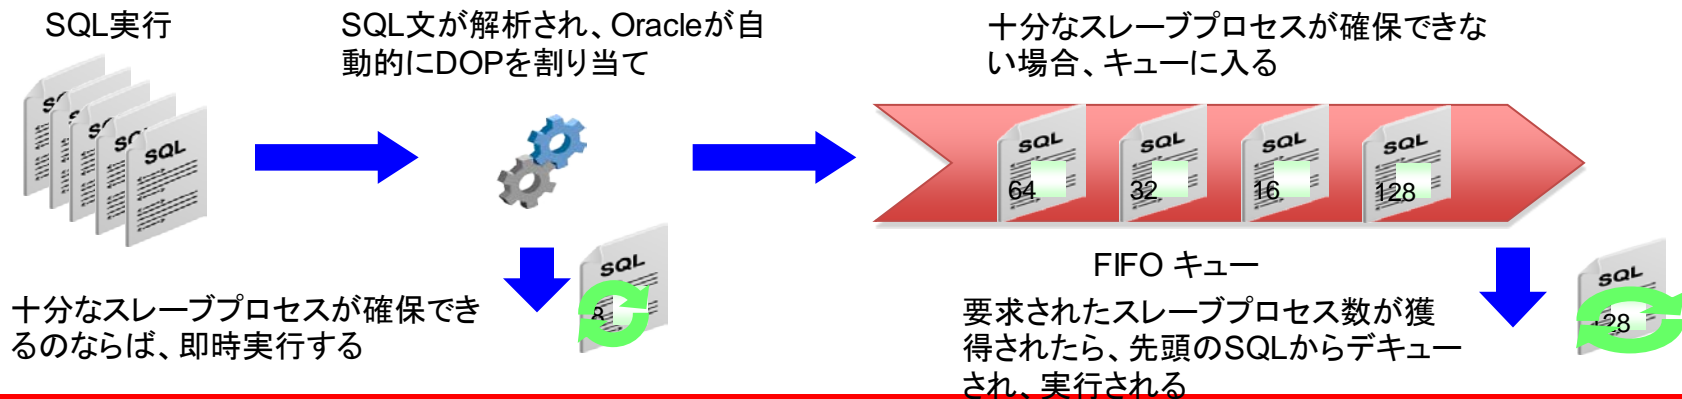 SQL実行
SQL文が解析され、Oracleが自
動的にDOPを割り当て
十分なスレーブプロセスが確保できな
い場合、キューに入る
SQL
SQL
SQL
SQL
SQL
64
SQL
32
SQL
16
SQL
128
SQL
8
十分なスレーブプロセスが確保でき
るのならば、即時実行する
FIFO キュー
要求されたスレーブプロセス数が獲
得されたら、先頭のSQLからデキュー
され、実行される
SQL
128